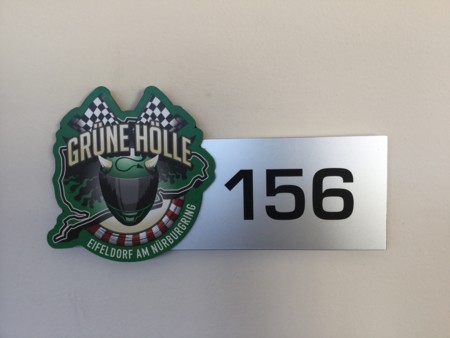 GRÜNE HÖLLE
156
EIFELDORF AM NÜRBURGRING